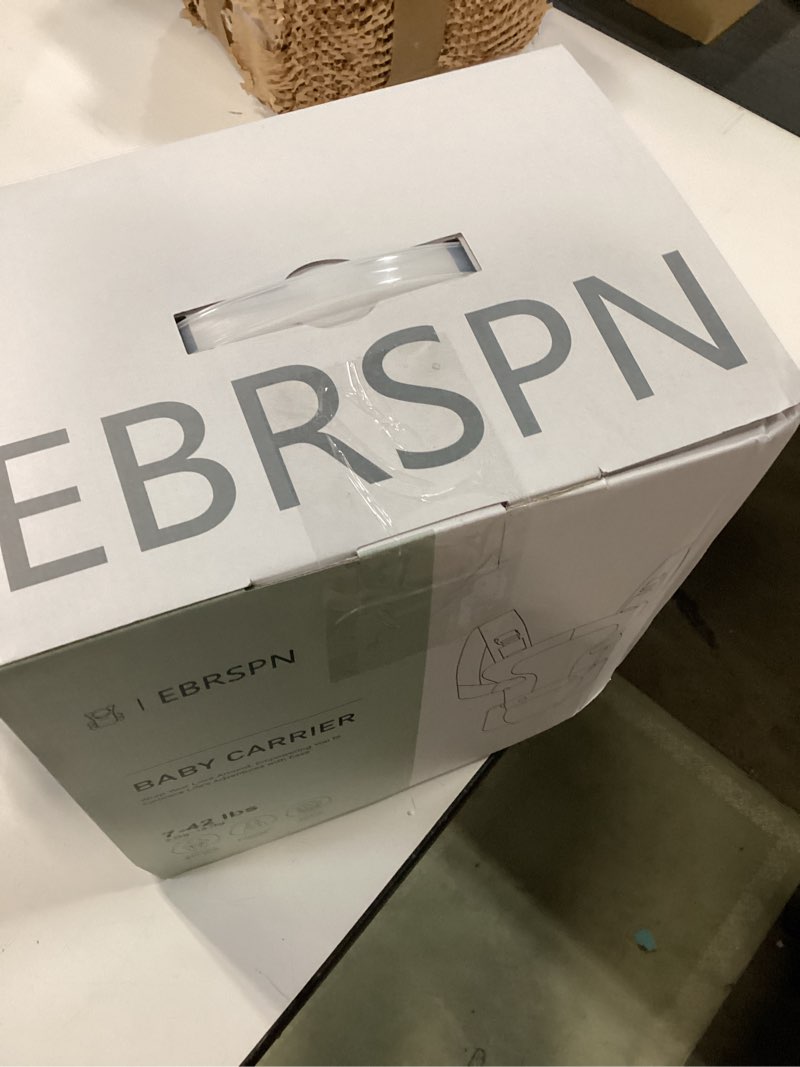 EBRSPN
| EBRSPN
BABY CARRIER
7-42 lbs